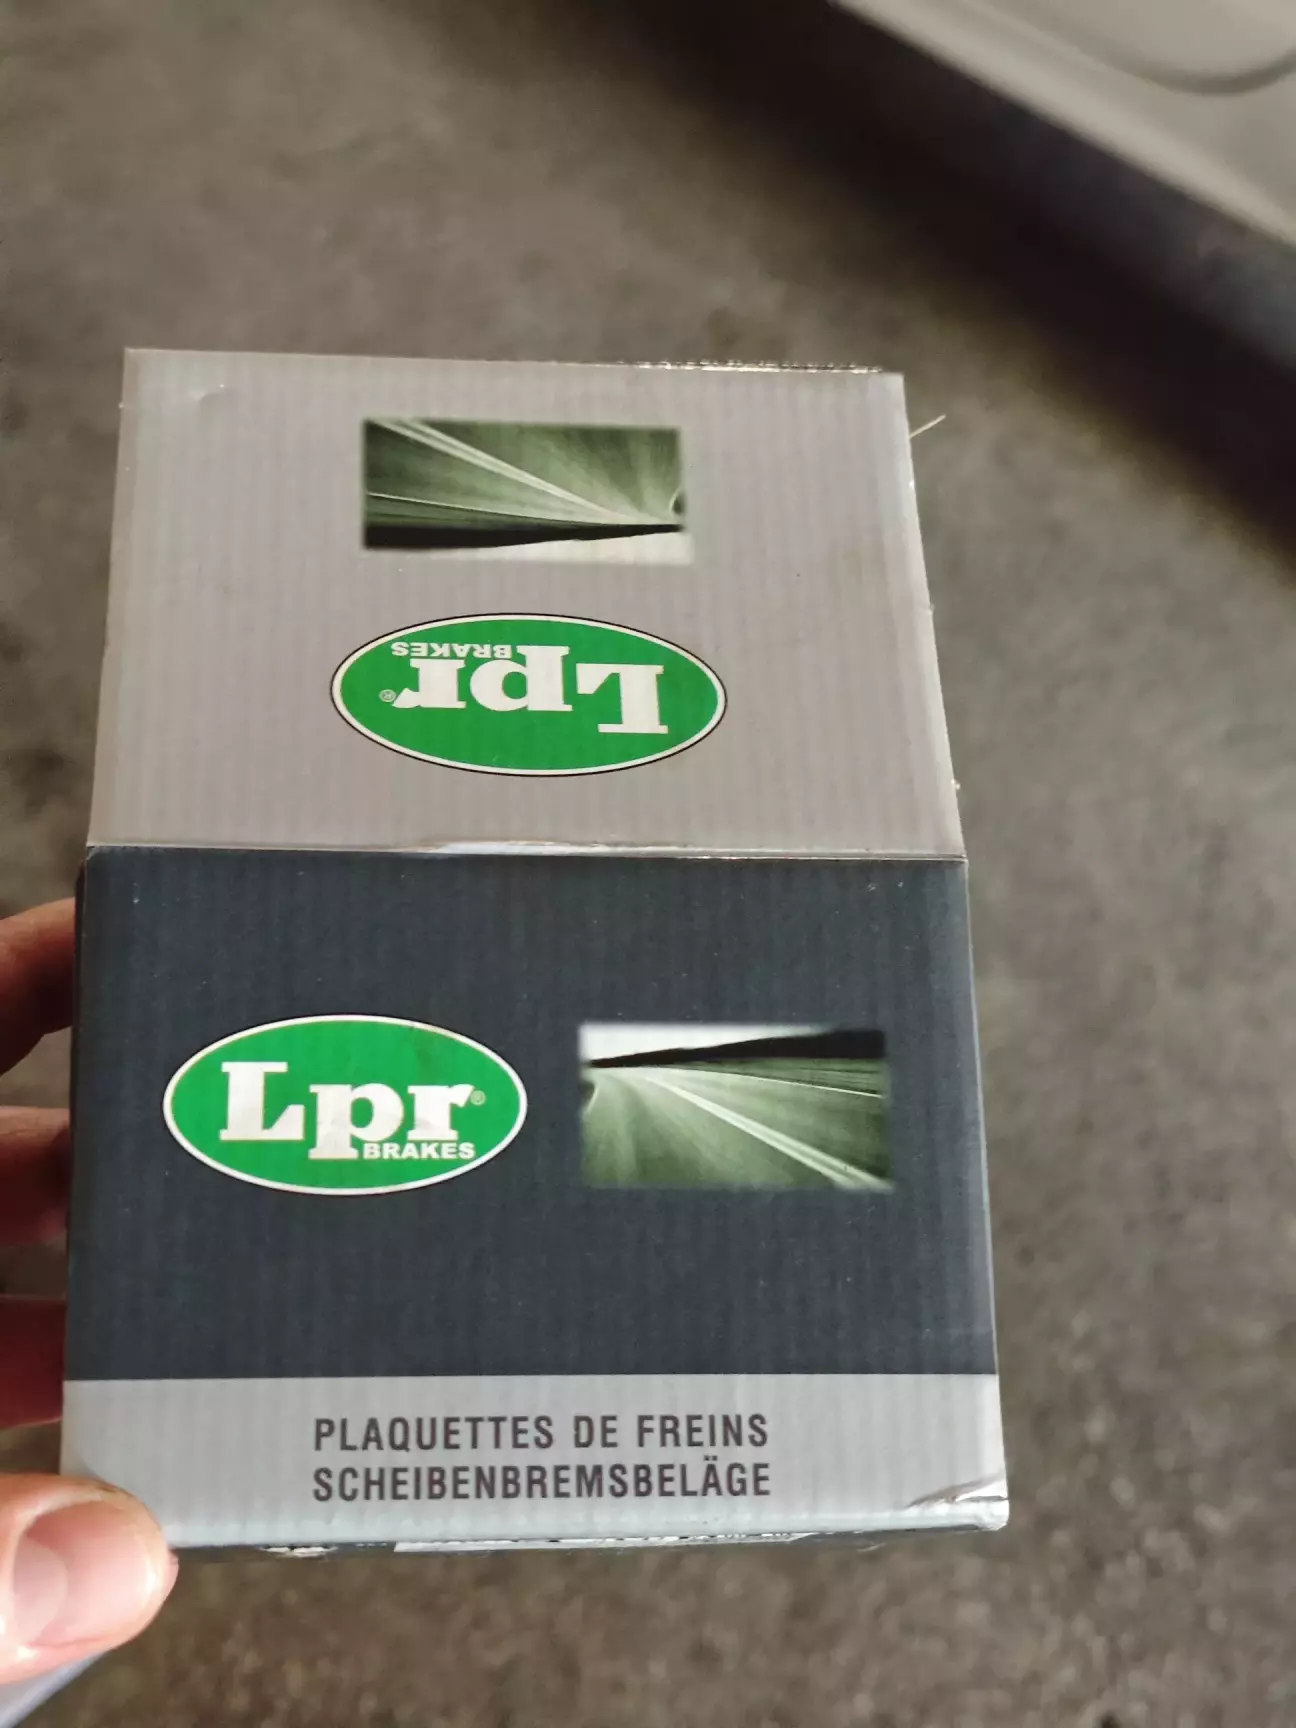 Lpr®
BRAKES
Lpr®
BRAKES
PLAQUETTES DE FREINS
SCHEIBENBREMSBELÄGE